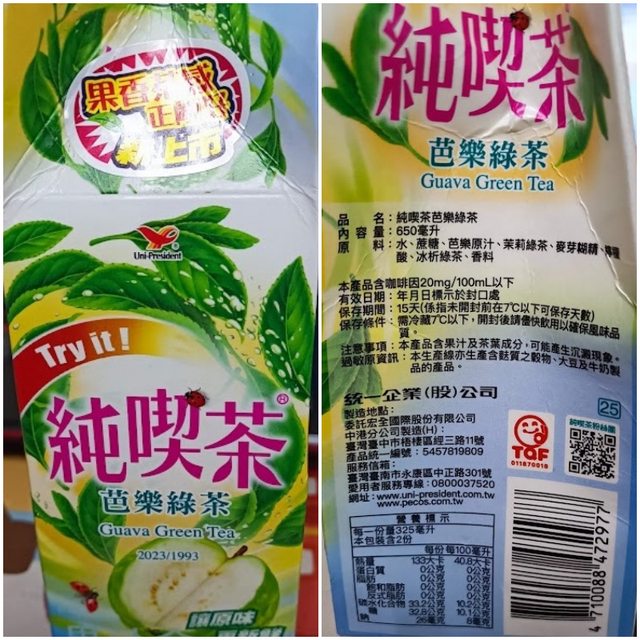 果香
正
新上市
Uni-President
Try it!
純喫茶®
芭樂綠茶
Guava Green Tea
2023/1993
讓原味
純喫茶
芭樂綠茶
Guava Green Tea
品　名：純喫茶芭樂綠茶
內 容 量：650毫升
原　料：水、蔗糖、芭樂原汁、茉莉綠茶、麥芽糊精、檸檬
酸、冰析綠茶、香料
本產品含咖啡因20mg/100mL以下
有效日期：年月日標示於封口處
保存期間：15天(係指未開封前在7℃以下可保存天數)
保存條件：需冷藏7℃以下，開封後請儘快飲用以確保風味品
質。
注意事項：本產品含果汁及茶葉成分，可能產生沉澱現象。
過敏原資訊：本生產線亦生產含麩質之穀物、大豆及牛奶製
品的產品。
統一企業(股)公司
製造地點：
委託宏全國際股份有限公司
中港分公司製造(H)：
臺灣臺中市梧棲區經三路11號
產品統一編號：5457819809
服務信箱：
臺灣臺南市永康區中正路301號
愛用者服務專線：0800037520
網址：www.uni-president.com.tw
www.pecos.com.tw
25
純喫茶粉絲團
TQF
011870018
營養標示
每一份量325毫升
本包裝含2份
每份 每100毫升
熱量 133大卡 40.8大卡
蛋白質 0公克 0公克
脂肪 0公克 0公克
飽和脂肪 0公克 0公克
反式脂肪 0公克 0公克
碳水化合物 33.2公克 10.2公克
糖 32.8公克 10.1公克
鈉 26毫克 8毫克
4710088472977